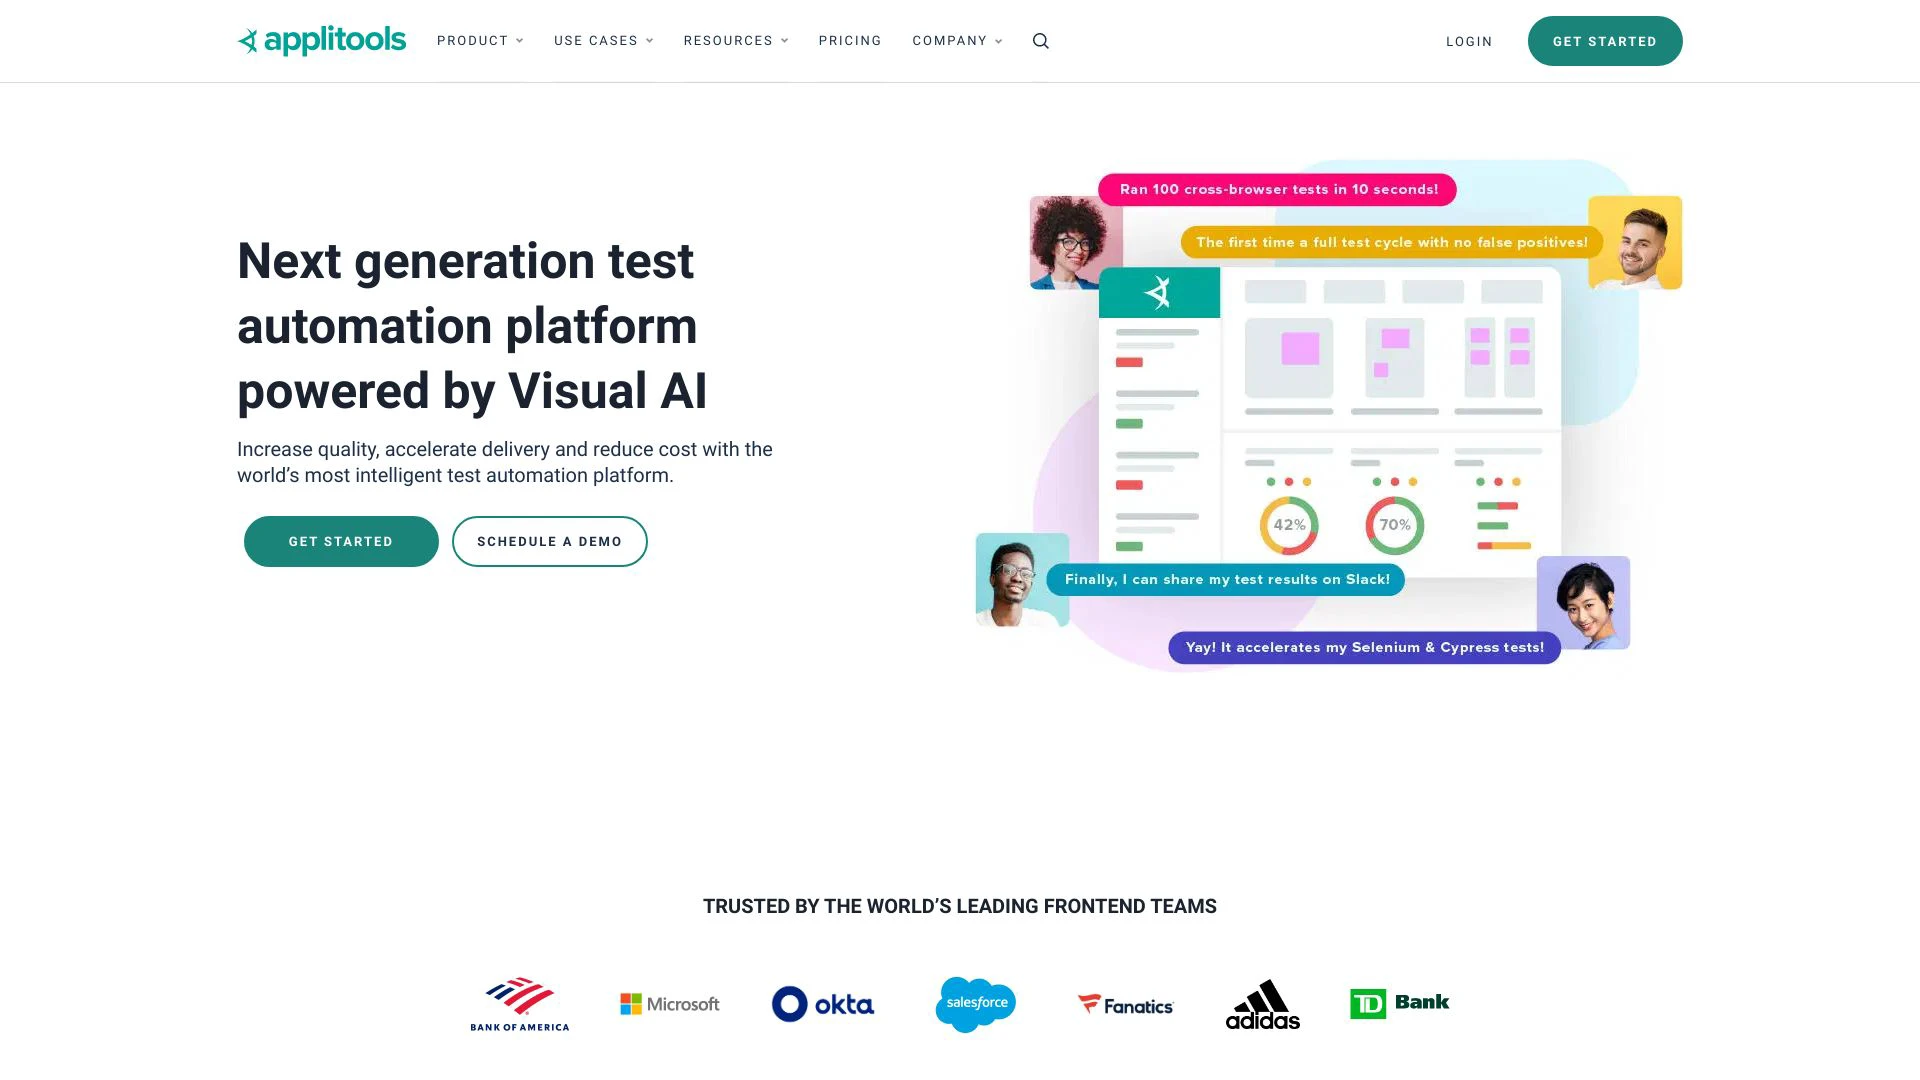 applitools
PRODUCT
USE CASES
RESOURCES
PRICING
COMPANY
LOGIN
GET STARTED
Next generation test
automation platform
powered by Visual AI
Increase quality, accelerate delivery and reduce cost with the
world’s most intelligent test automation platform.
GET STARTED
SCHEDULE A DEMO
Ran 100 cross-browser tests in 10 seconds!
The first time a full test cycle with no false positives!
42%
70%
Finally, I can share my test results on Slack!
Yay! It accelerates my Selenium & Cypress tests!
TRUSTED BY THE WORLD’S LEADING FRONTEND TEAMS
BANK OF AMERICA
Microsoft
okta
salesforce
Fanatics
adidas
TD Bank